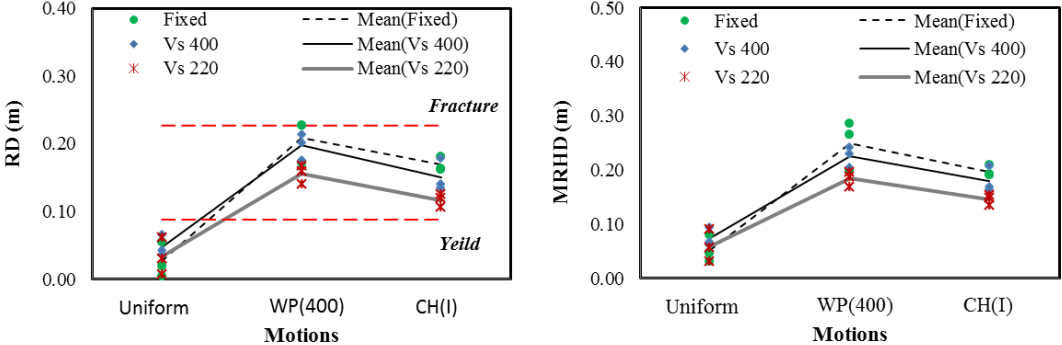 0.40
0.30
0.20
0.10
0.00
RD (m)
Fixed
Vs 400
Vs 220
Mean(Fixed)
Mean(Vs 400)
Mean(Vs 220)
Fracture
Yeild
Uniform WP(400) CH(I)
Motions
0.50
0.40
0.30
0.20
0.10
0.00
MRHD (m)
Fixed
Vs 400
Vs 220
Mean(Fixed)
Mean(Vs 400)
Mean(Vs 220)
Uniform WP(400) CH(I)
Motions